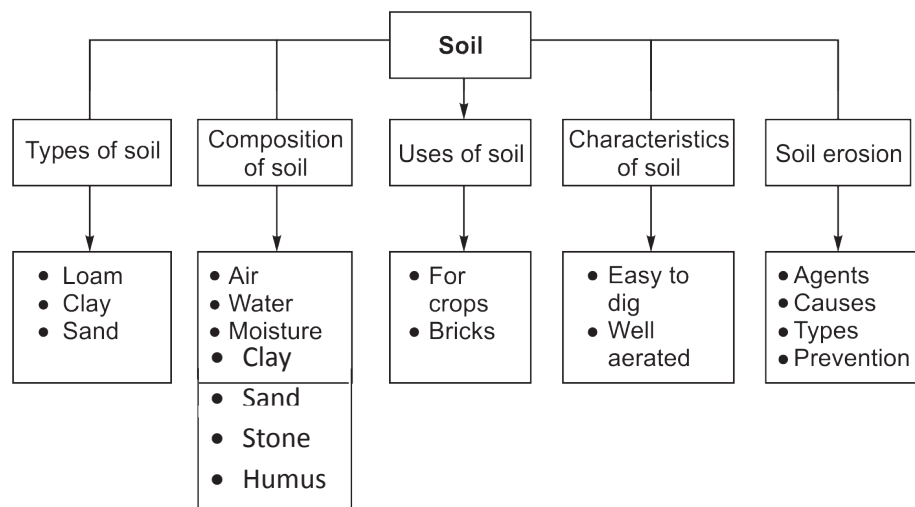 Soil
Types of soil
Composition
of soil
Uses of soil
Characteristics
of soil
Soil erosion
• Loam
• Clay
• Sand
• Air
• Water
• Moisture
• Clay
• Sand
• Stone
• Humus
• For
crops
• Bricks
• Easy to
dig
• Well
aerated
• Agents
• Causes
• Types
• Prevention